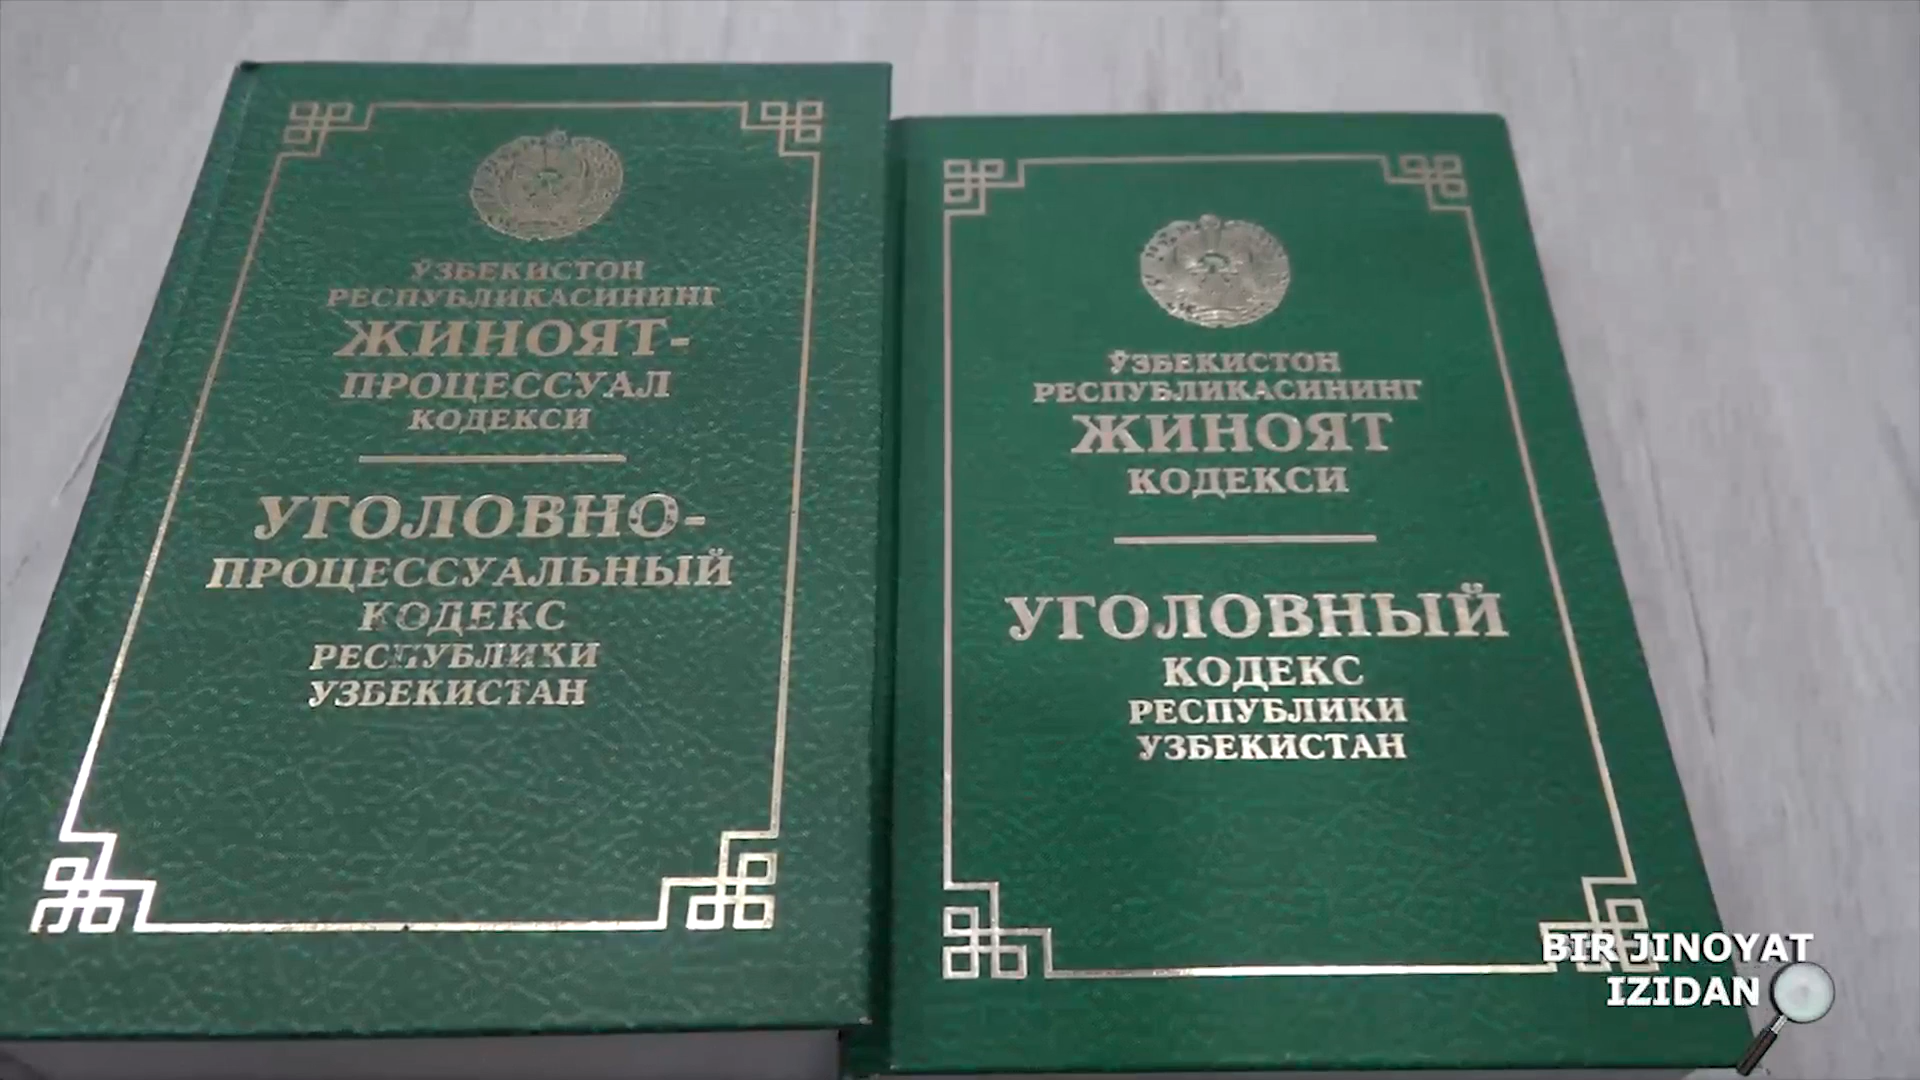 ЎЗБЕКИСТОН
РЕСПУБЛИКАСИНИНГ
ЖИНОЯТ-
ПРОЦЕССУАЛ
КОДЕКСИ
УГОЛОВНО-
ПРОЦЕССУАЛЬНЫЙ
КОДЕКС
РЕСПУБЛИКИ
УЗБЕКИСТАН
ЎЗБЕКИСТОН
РЕСПУБЛИКАСИНИНГ
ЖИНОЯТ
КОДЕКСИ
УГОЛОВНЫЙ
КОДЕКС
РЕСПУБЛИКИ
УЗБЕКИСТАН
BIR JINOYAT
IZIDAN